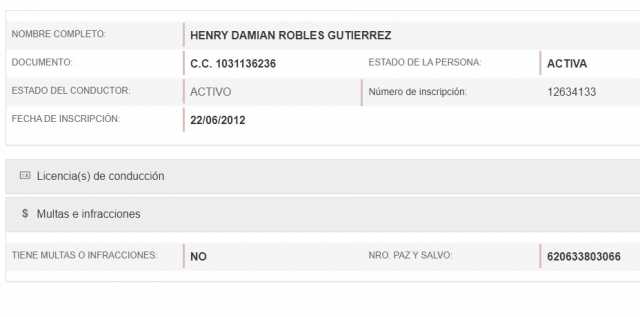 NOMBRE COMPLETO: HENRY DAMIAN ROBLES GUTIERREZ
DOCUMENTO: C.C. 1031136236 ESTADO DE LA PERSONA: ACTIVA
ESTADO DEL CONDUCTOR: ACTIVO Número de inscripción: 12634133
FECHA DE INSCRIPCIÓN: 22/06/2012
Licencia(s) de conducción
$ Multas e infracciones
TIENE MULTAS O INFRACCIONES: NO NRO. PAZ Y SALVO: 620633803066